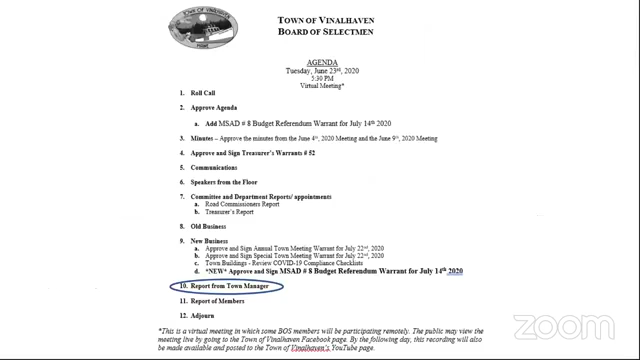 TOWN OF VINALHAVEN
TOWN OF VINALHAVEN
BOARD OF SELECTMEN
MAINE
AGENDA
Tuesday, June 23rd, 2020
5:30 PM
Virtual Meeting*
1. Roll Call
2. Approve Agenda
a. Add MSAD # 8 Budget Referendum Warrant for July 14th 2020
3. Minutes – Approve the minutes from the June 4th, 2020 Meeting and the June 9th, 2020 Meeting
4. Approve and Sign Treasurer's Warrants # 52
5. Communications
6. Speakers from the Floor
7. Committee and Department Reports/ appointments
a. Road Commissioners Report
b. Treasurer's Report
8. Old Business
9. New Business
a. Approve and Sign Annual Town Meeting Warrant for July 22nd, 2020
b. Approve and Sign Special Town Meeting Warrant for July 22nd, 2020
c. Town Buildings - Review COVID-19 Compliance Checklists
d. *NEW* Approve and Sign MSAD # 8 Budget Referendum Warrant for July 14th 2020
10. Report from Town Manager
11. Report of Members
12. Adjourn
*This is a virtual meeting in which some BOS members will be participating remotely. The public may view the
meeting live by going to the Town of Vinalhaven Facebook page. By the following day, this recording will also
be made available and posted to the Town of Vinalhaven's YouTube page.
zoom